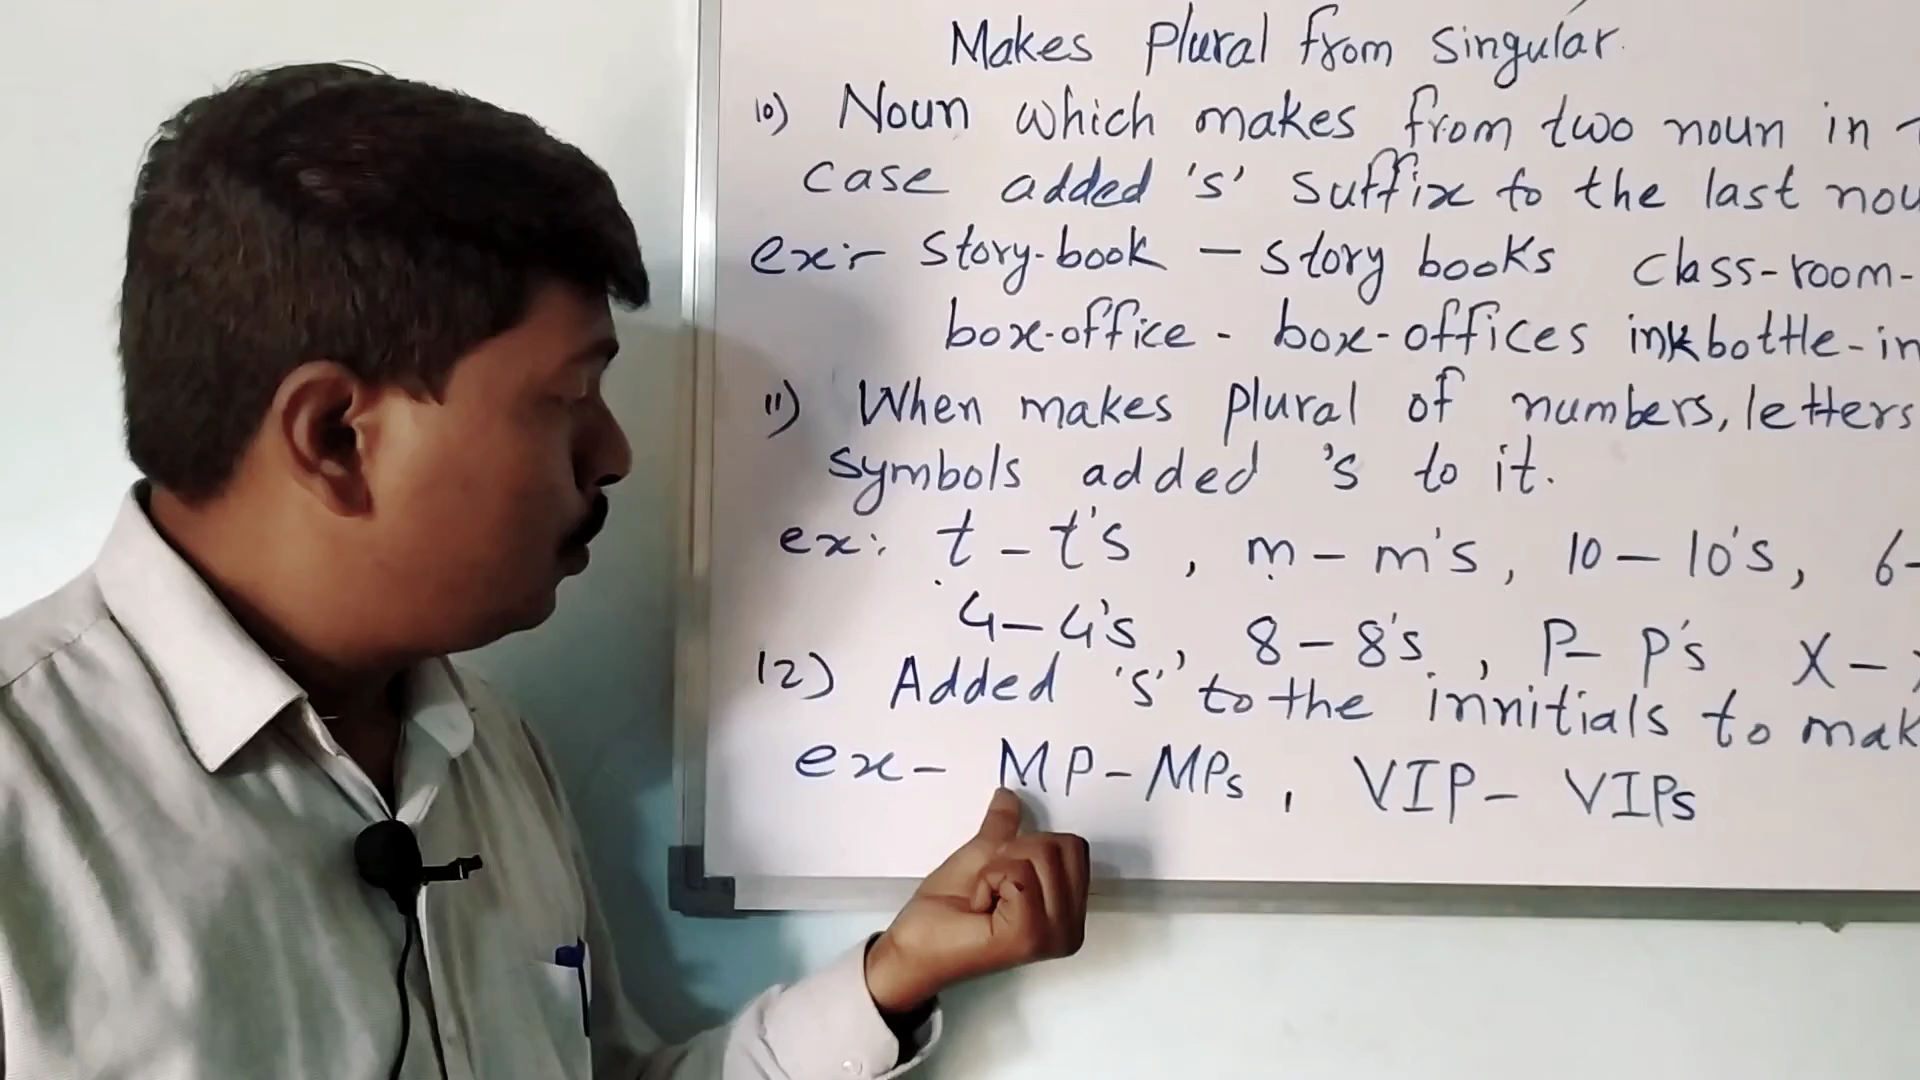 Makes Plural from Singular
10) Noun which makes from two noun in
case added 's' suffix to the last
ex:- Story-book – Story books class-room-
box-office - box-offices inkbottle-in
11) When makes plural of numbers, letters
symbols added 's to it.
ex: t – t's , m – m's, 10 – 10's, 6-
4 – 4's, 8 – 8's, P – P's X –
12) Added 's' to the innitials to mak
ex- MP – MPs, VIP – VIPs